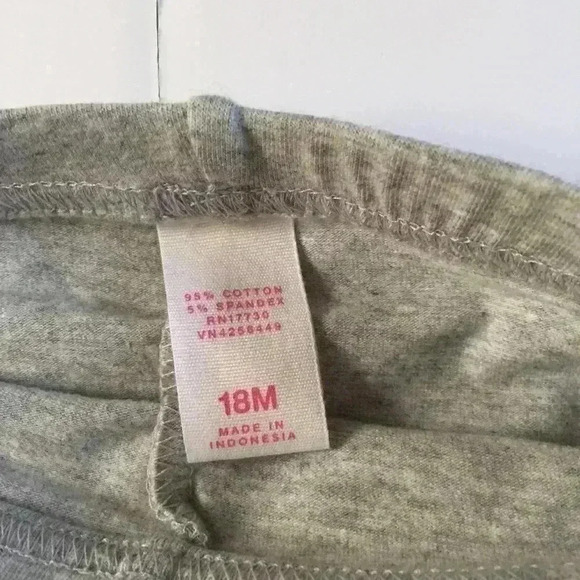 95% COTTON
5% SPANDEX
RN17730
VN4258449
18M
MADE IN
INDONESIA